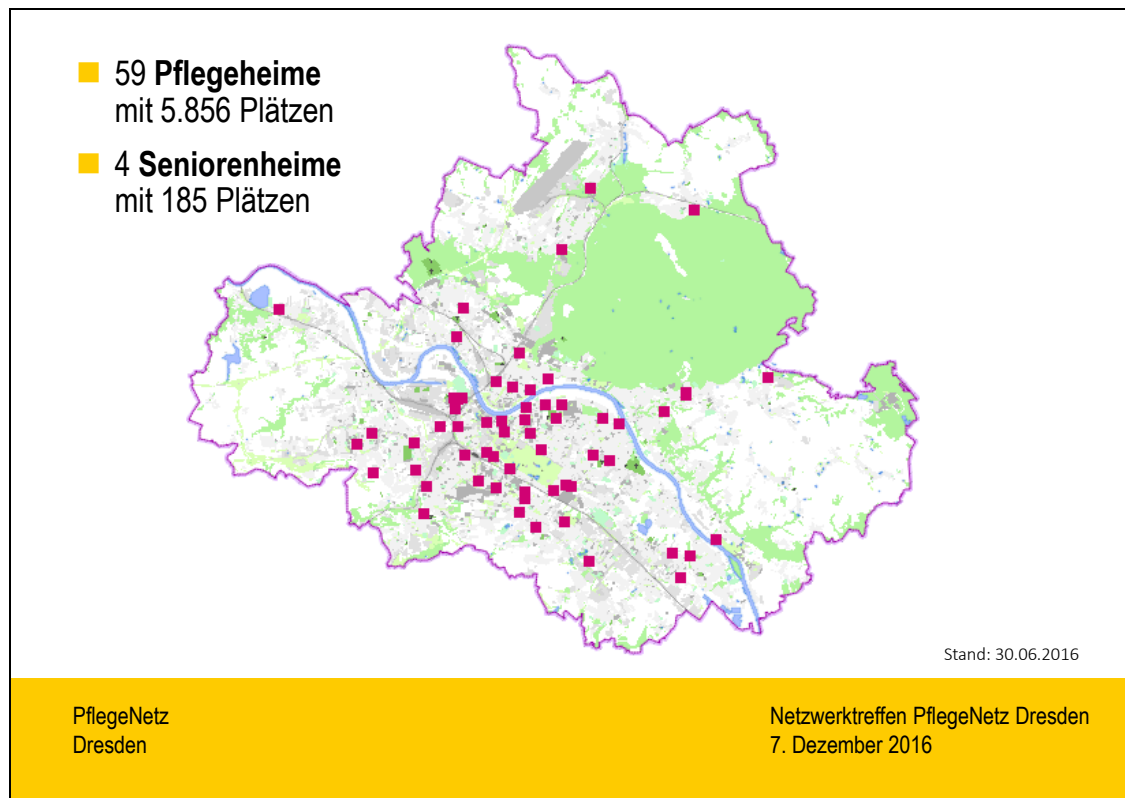 59 Pflegeheime
mit 5.856 Plätzen
4 Seniorenheime
mit 185 Plätzen
Stand: 30.06.2016
PflegeNetz
Dresden
Netzwerktreffen PflegeNetz Dresden
7. Dezember 2016